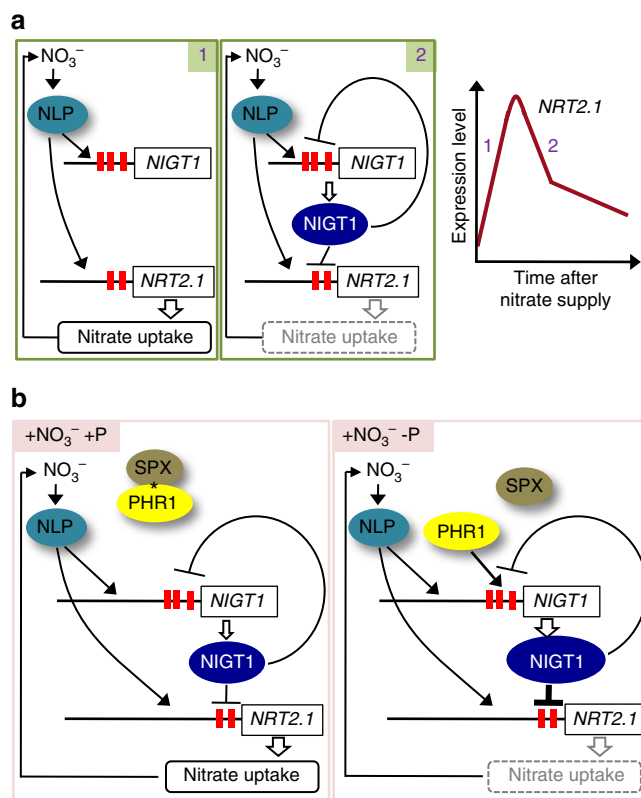 a
1
NO₃⁻
NLP
NIGT1
NRT2.1
Nitrate uptake
2
NO₃⁻
NLP
NIGT1
NIGT1
NRT2.1
Nitrate uptake
Expression level
NRT2.1
1
2
Time after
nitrate supply
b
+NO₃⁻ +P
SPX
*
PHR1
NO₃⁻
NLP
NIGT1
NIGT1
NRT2.1
Nitrate uptake
+NO₃⁻ -P
SPX
NO₃⁻
NLP
PHR1
NIGT1
NIGT1
NRT2.1
Nitrate uptake